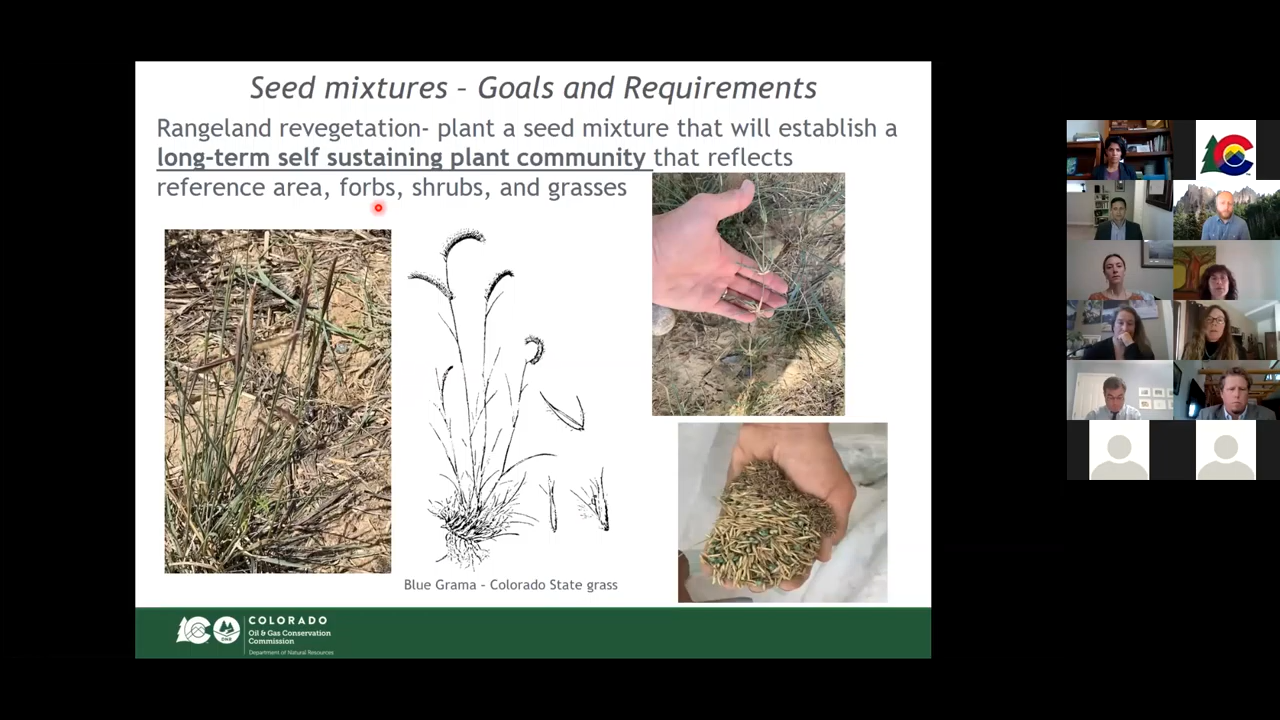 Seed mixtures – Goals and Requirements
Rangeland revegetation- plant a seed mixture that will establish a
long-term self sustaining plant community that reflects
reference area, forbs, shrubs, and grasses
Blue Grama – Colorado State grass
COLORADO
Oil & Gas Conservation
Commission
Department of Natural Resources